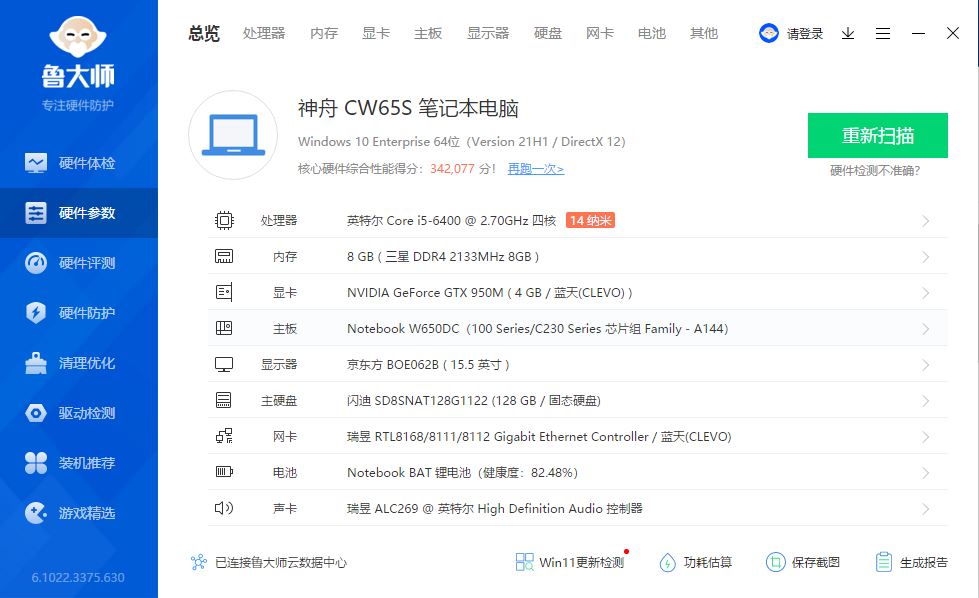 鲁大师
专注硬件防护
硬件体检
硬件参数
硬件评测
硬件防护
清理优化
驱动检测
装机推荐
游戏精选
6.1022.3375.630
总览 处理器 内存 显卡 主板 显示器 硬盘 网卡 电池 其他 请登录
神舟 CW65S 笔记本电脑
Windows 10 Enterprise 64位（Version 21H1 / DirectX 12）
核心硬件综合性能得分：342,077 分！ 再跑一次>
重新扫描
硬件检测不准确?
处理器 英特尔 Core i5-6400 @ 2.70GHz 四核 14 纳米
内存 8 GB ( 三星 DDR4 2133MHz 8GB )
显卡 NVIDIA GeForce GTX 950M ( 4 GB / 蓝天(CLEVO) )
主板 Notebook W650DC（100 Series/C230 Series 芯片组 Family - A144）
显示器 京东方 BOE062B ( 15.5 英寸 )
主硬盘 闪迪 SD8SNAT128G1122 (128 GB / 固态硬盘)
网卡 瑞昱 RTL8168/8111/8112 Gigabit Ethernet Controller / 蓝天(CLEVO)
电池 Notebook BAT 锂电池（健康度：82.48%）
声卡 瑞昱 ALC269 @ 英特尔 High Definition Audio 控制器
已连接鲁大师云数据中心 Win11更新检测 功耗估算 保存截图 生成报告